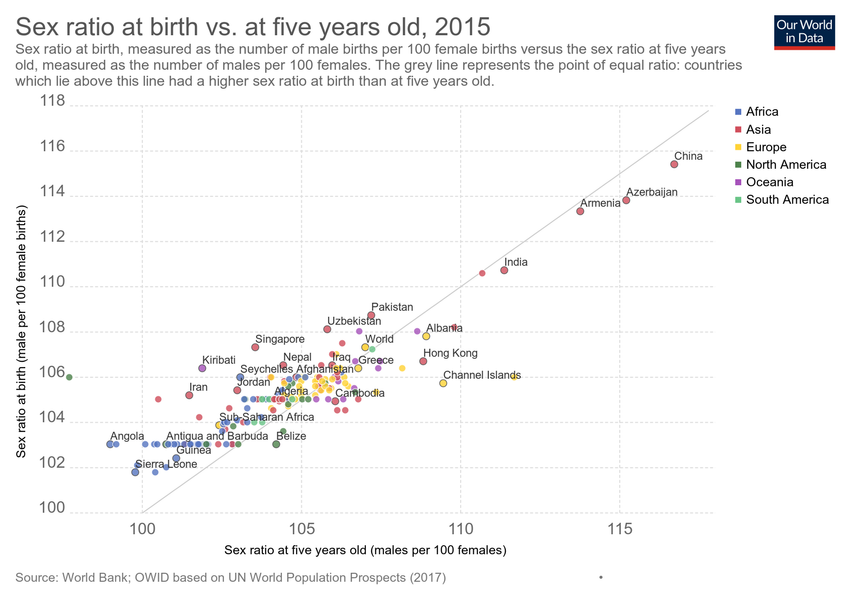 Sex ratio at birth vs. at five years old, 2015
Our World
in Data
Sex ratio at birth, measured as the number of male births per 100 female births versus the sex ratio at five years
old, measured as the number of males per 100 females. The grey line represents the point of equal ratio: countries
which lie above this line had a higher sex ratio at birth than at five years old.
118
116
114
112
110
108
106
104
102
100
Sex ratio at birth (male per 100 female births)
China
Azerbaijan
Armenia
India
Pakistan
Uzbekistan
Albania
Singapore
World
Hong Kong
Kiribati
Nepal
Iraq
Greece
Seychelles
Afghanistan
Channel Islands
Iran
Jordan
Algeria
Cambodia
Sub-Saharan Africa
Angola
Antigua and Barbuda
Belize
Guinea
Sierra Leone
100
105
110
115
Sex ratio at five years old (males per 100 females)
Africa
Asia
Europe
North America
Oceania
South America
Source: World Bank; OWID based on UN World Population Prospects (2017)